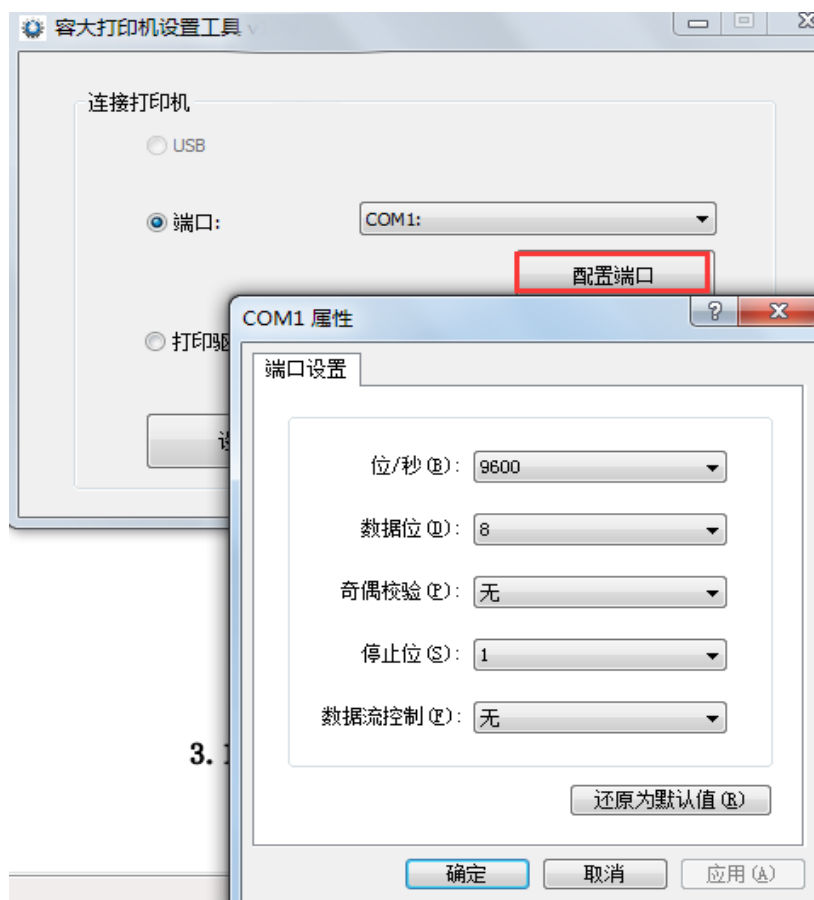 容大打印机设置工具 v
连接打印机
USB
端口:
COM1:
配置端口
打印驱
COM1 属性
端口设置
位/秒(B):
9600
数据位(D):
8
奇偶校验(P):
无
停止位(S):
1
数据流控制(F):
无
还原为默认值(R)
3.
确定
取消
应用(A)